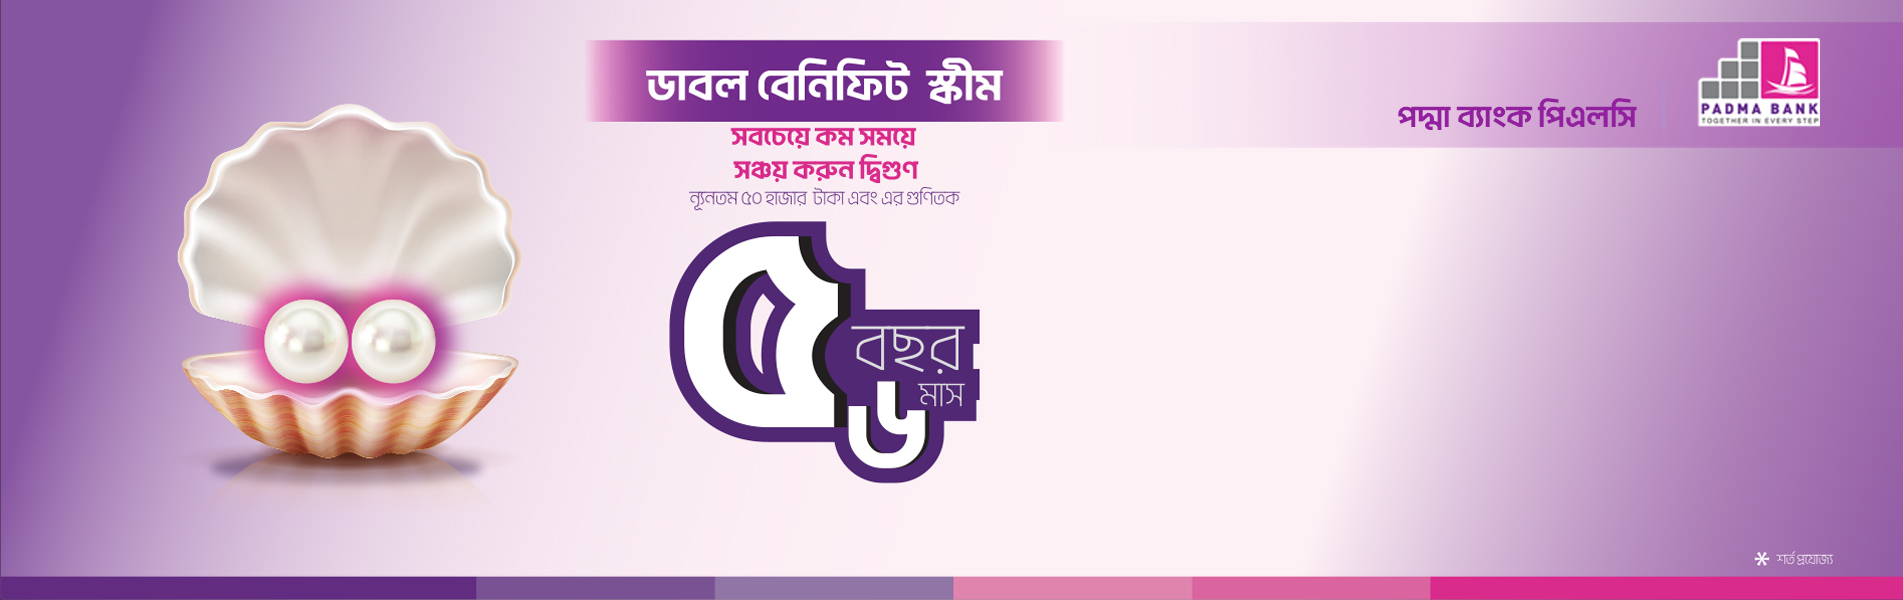 ডাবল বেনিফিট স্কীম
সবচেয়ে কম সময়ে
সঞ্চয় করুন দ্বিগুণ
ন্যূনতম ৫০ হাজার টাকা এবং এর গুণিতক
৫ বছর
৬ মাস
পদ্মা ব্যাংক পিএলসি
PADMA BANK
TOGETHER IN EVERY STEP
* শর্ত প্রযোজ্য